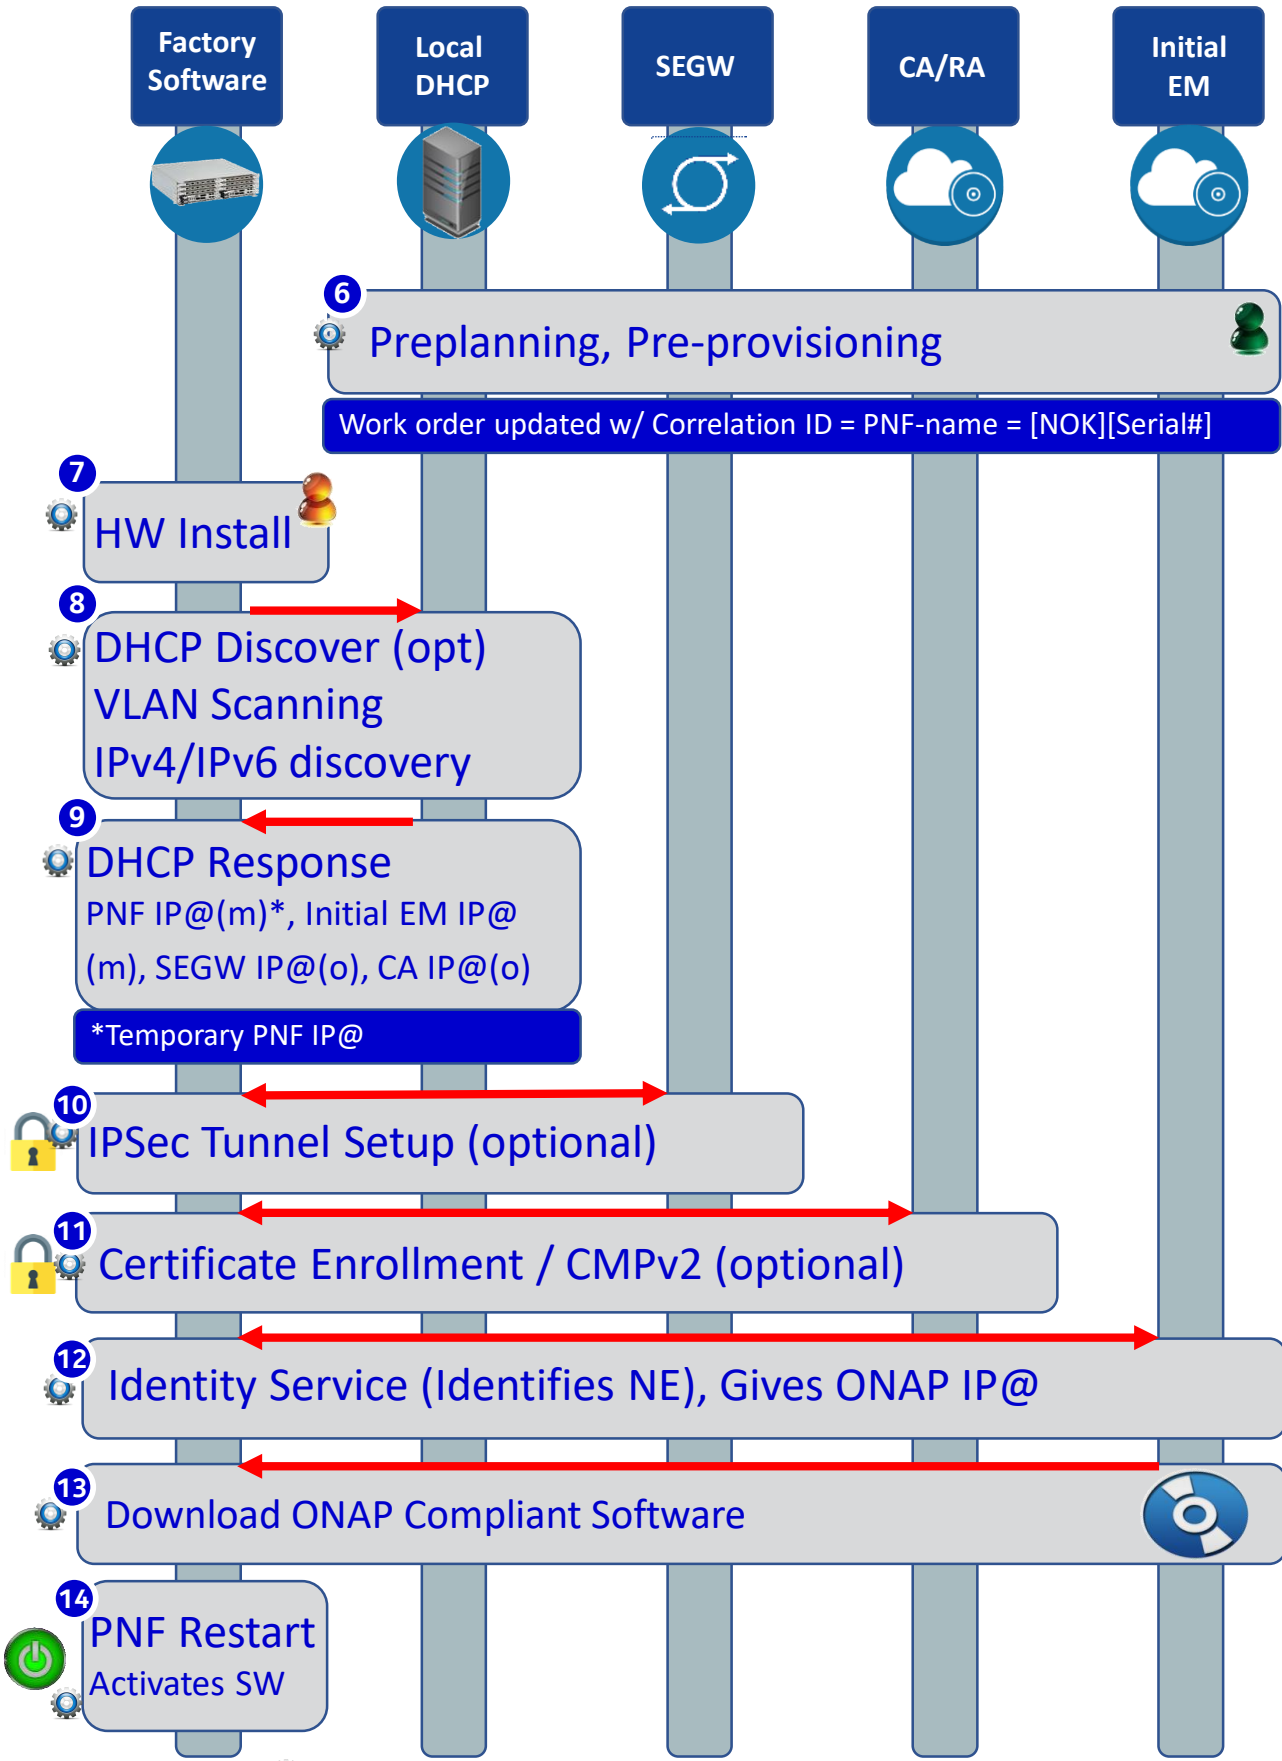 Factory
Software
Local
DHCP
SEGW
CA/RA
Initial
EM
6
Preplanning, Pre-provisioning
Work order updated w/ Correlation ID = PNF-name = [NOK][Serial#]
7
HW Install
8
DHCP Discover (opt)
VLAN Scanning
IPv4/IPv6 discovery
9
DHCP Response
PNF IP@(m)*, Initial EM IP@
(m), SEGW IP@(o), CA IP@(o)
*Temporary PNF IP@
10
IPSec Tunnel Setup (optional)
11
Certificate Enrollment / CMPv2 (optional)
12
Identity Service (Identifies NE), Gives ONAP IP@
13
Download ONAP Compliant Software
14
PNF Restart
Activates SW